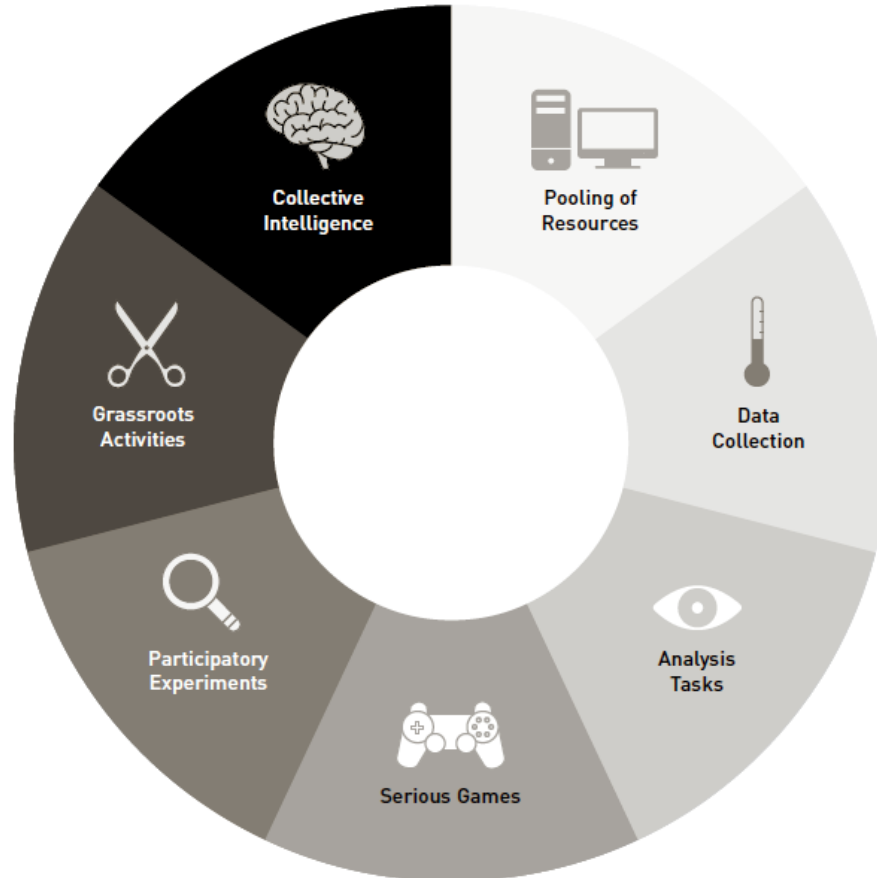 Collective
Intelligence
Pooling of
Resources
Grassroots
Activities
Data
Collection
Participatory
Experiments
Analysis
Tasks
Serious Games